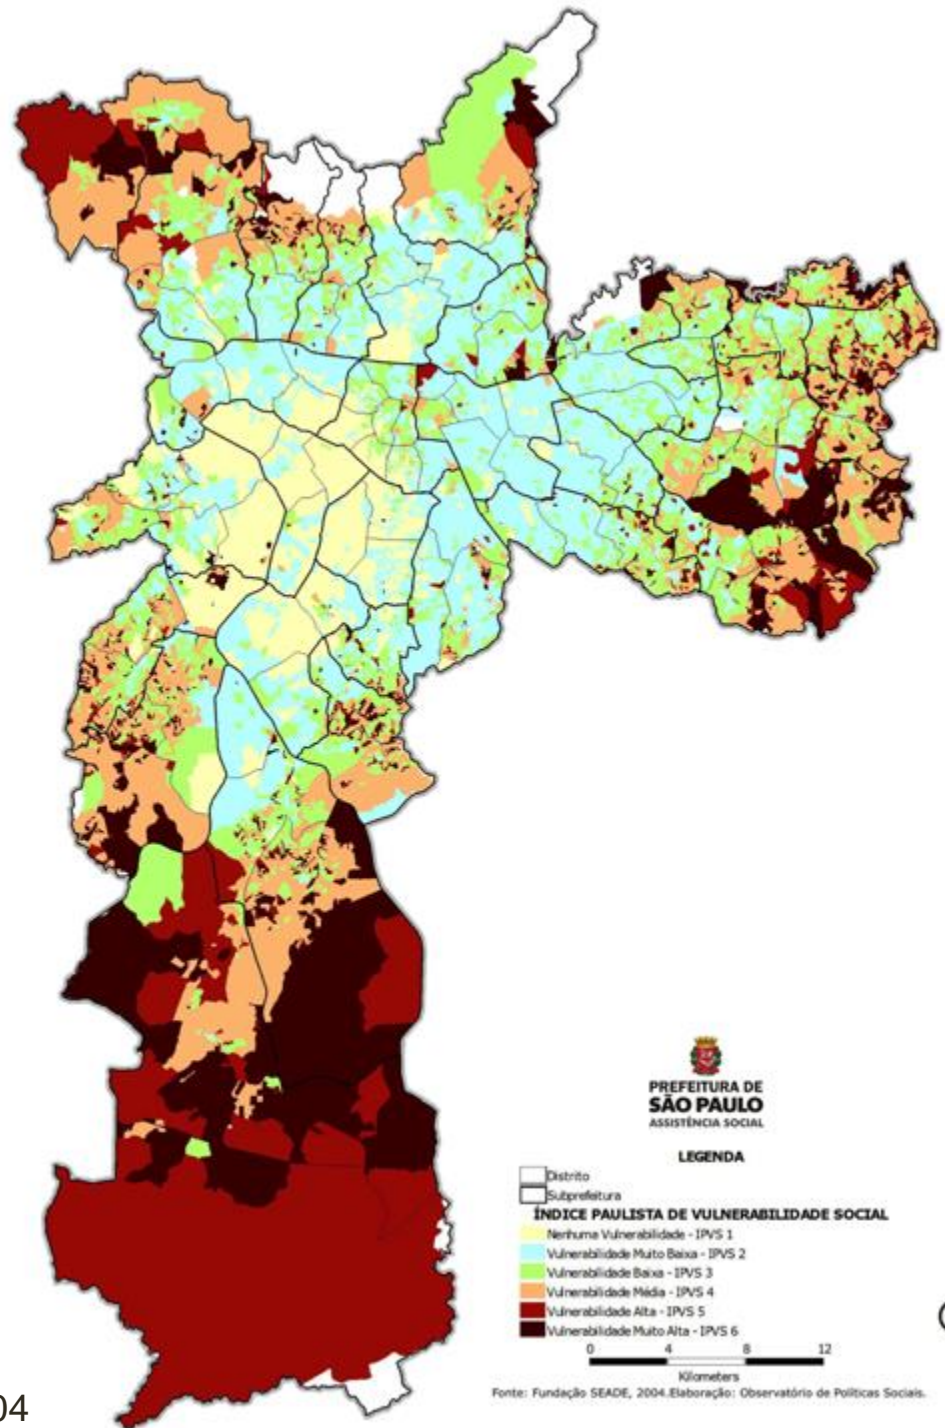 PREFEITURA DE
SÃO PAULO
ASSISTÊNCIA SOCIAL
LEGENDA
Distrito
Subprefeitura
ÍNDICE PAULISTA DE VULNERABILIDADE SOCIAL
Nenhuma Vulnerabilidade - IPVS 1
Vulnerabilidade Muito Baixa - IPVS 2
Vulnerabilidade Baixa - IPVS 3
Vulnerabilidade Média - IPVS 4
Vulnerabilidade Alta - IPVS 5
Vulnerabilidade Muito Alta - IPVS 6
0 4 8 12
Kilometers
Fonte: Fundação SEADE, 2004.Elaboração: Observatório de Políticas Sociais.
04